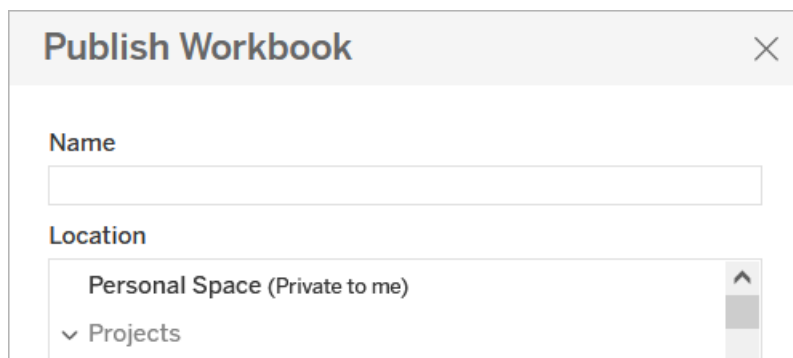 Publish Workbook
Name
Location
Personal Space (Private to me)
Projects